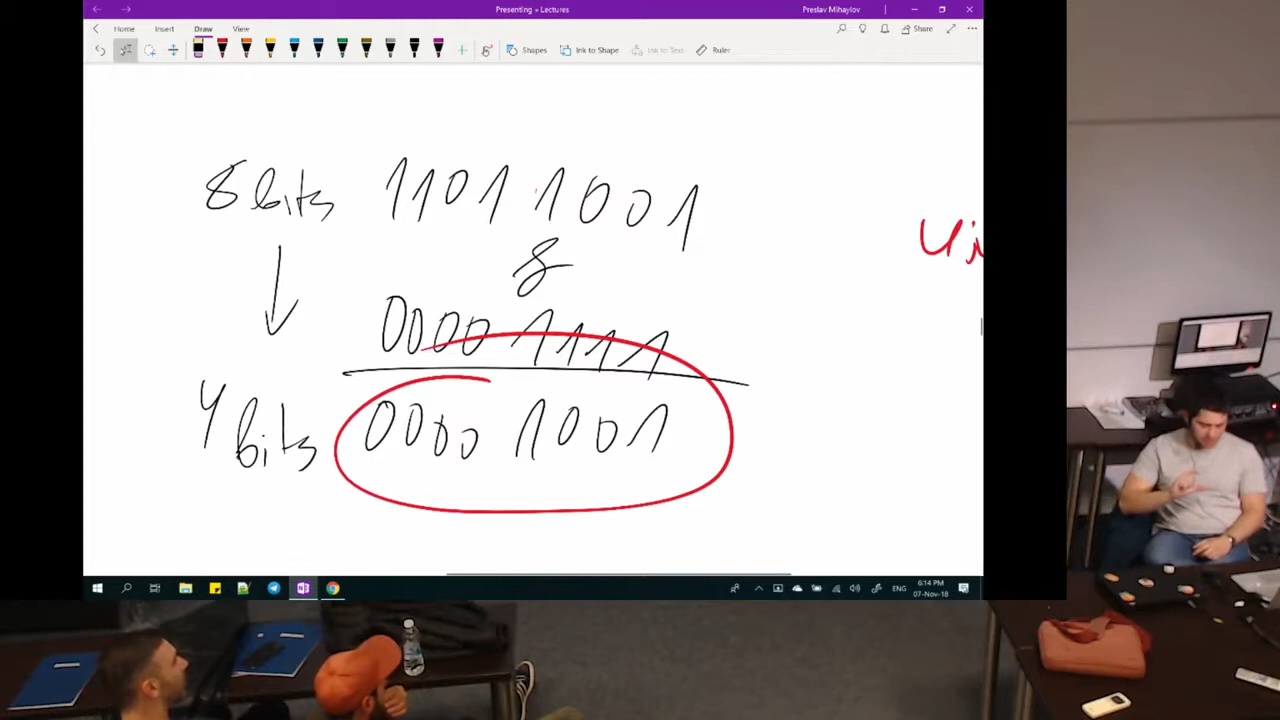 Presenting » Lectures
Preslav Mihaylov
Home Insert Draw View
Share
Shapes
Ink to Shape
Ink to Text
Ruler
8 bits 1101 1001
&
0000 1111
4 bits 0000 1001
ENG
6:14 PM
07-Nov-18